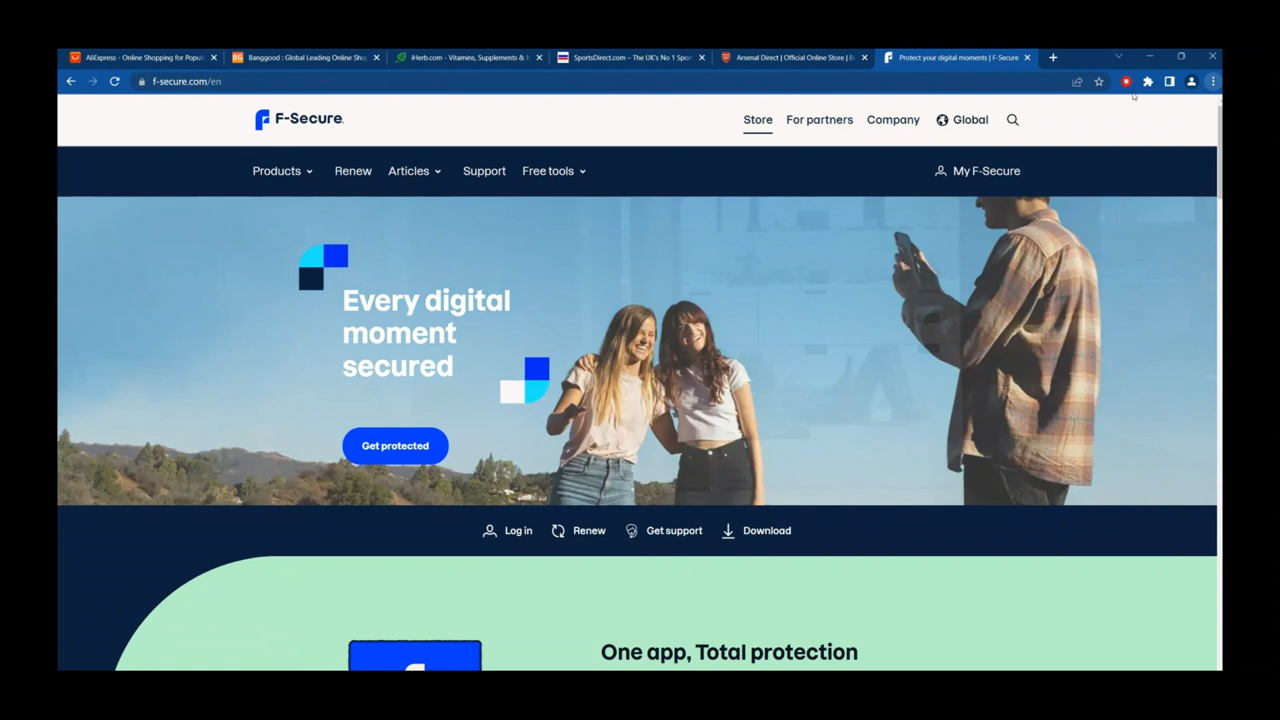 AliExpress - Online Shopping for Popul
Banggood : Global Leading Online Sho
iHerb.com - Vitamins, Supplements &
SportsDirect.com – The UK's No 1 Spor
Arsenal Direct | Official Online Store |
Protect your digital moments | F-Secure
f-secure.com/en
F-Secure.
Store
For partners
Company
Global
Products
Renew
Articles
Support
Free tools
My F-Secure
Every digital
moment
secured
Get protected
Log in
Renew
Get support
Download
One app, Total protection